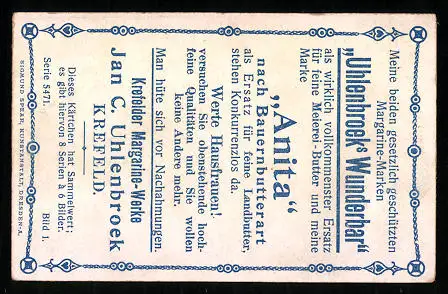 Meine beiden gesetzlich geschützten
Margarine-Marken
„Uhlenbroeks Wunderbar"
als wirklich vollkommenster Ersatz
für feine Meierei-Butter und meine
Marke
„Anita"
nach Bauernbutterart
als Ersatz für feine Landbutter,
stehen Konkurrenzlos da.
Werte Hausfrauen!
versuchen Sie obenstehende hoch-
feine Qualitäten und Sie wollen
keine Andere mehr.
Man hüte sich vor Nachahmungen.
Krefelder Margarine-Werke
Jan C. Uhlenbroek
KREFELD.
Dieses Kärtchen hat Sammelwert;
es gibt hiervon 8 Serien à 6 Bilder.
Serie 8471. Bild 1.
SIGMUND SPEAR, KUNSTANSTALT, DRESDEN-A.